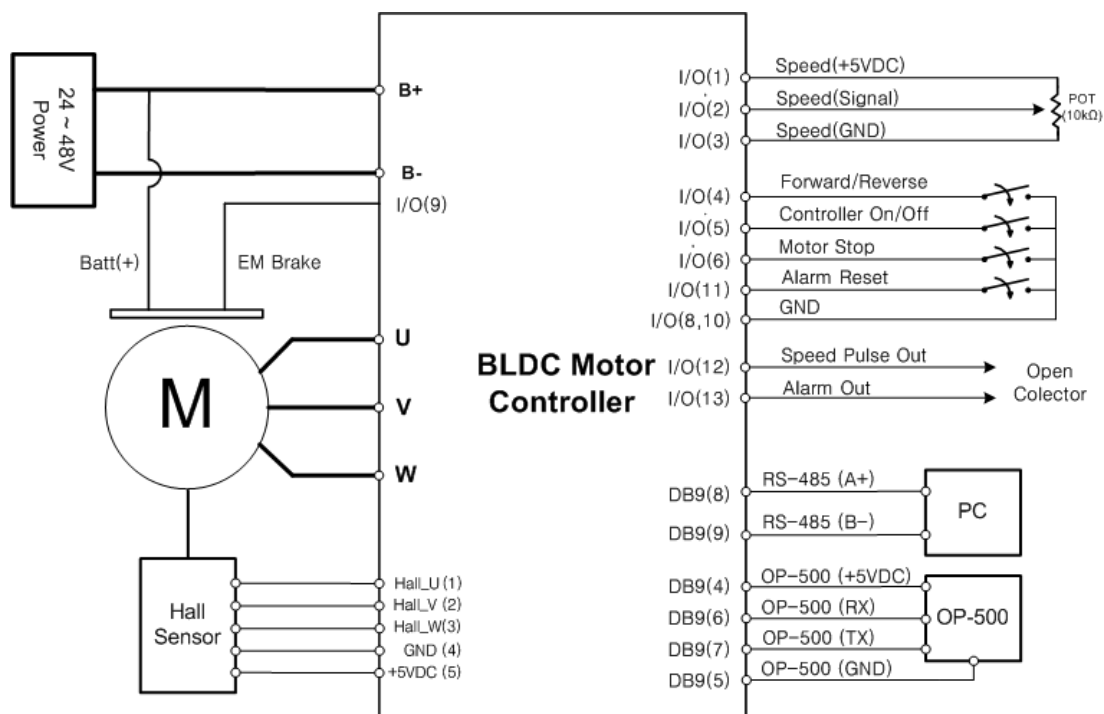 24 ~ 48V
Power
B+
B-
I/O(9)
Batt(+)
EM Brake
M
U
V
W
Hall
Sensor
Hall_U (1)
Hall_V (2)
Hall_W(3)
GND (4)
+5VDC (5)
BLDC Motor
Controller
I/O(1)
Speed(+5VDC)
I/O(2)
Speed(Signal)
I/O(3)
Speed(GND)
POT
(10kΩ)
I/O(4)
Forward/Reverse
I/O(5)
Controller On/Off
I/O(6)
Motor Stop
I/O(11)
Alarm Reset
I/O(8,10)
GND
I/O(12)
Speed Pulse Out
I/O(13)
Alarm Out
Open
Colector
DB9(8)
RS-485 (A+)
DB9(9)
RS-485 (B-)
PC
DB9(4)
OP-500 (+5VDC)
DB9(6)
OP-500 (RX)
DB9(7)
OP-500 (TX)
DB9(5)
OP-500 (GND)
OP-500